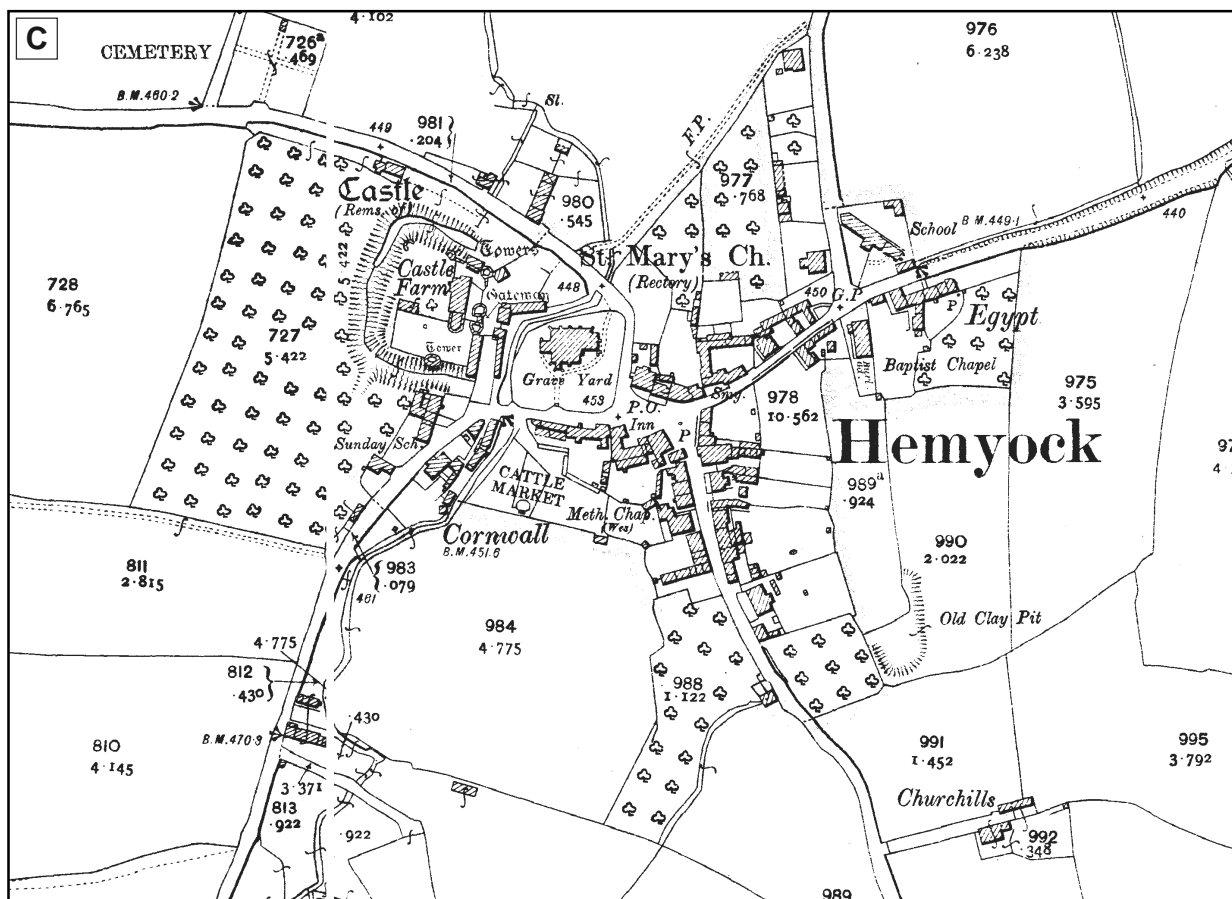 C
4·102
CEMETERY
726ª
·469
976
6·238
B.M.460·2
Sl.
449
981
·204
F.P.
977
·768
Castle
(Rems. of)
980
·545
School
B M 449·1
440
Towers
St. Mary's Ch.
(Rectory)
5·422
Castle
Farm
Gateway
448
728
6·765
450
G.P
P
Egypt
727
5·422
Tower
Grave Yard
453
Baptist Chapel
975
3·595
Smy.
978
10·562
P.O.
Inn
P
Sunday Sch.
Hemyock
97
4·
CATTLE
MARKET
989ª
·924
Meth. Chap.
(Wes)
Cornwall
B.M.451·6
990
2·022
811
2·815
983
·079
461
984
4·775
Old Clay Pit
4·775
812
·430
988
1·122
·430
B.M.470·3
810
4·145
991
1·452
995
3·792
3·371
813
·922
Churchills
·922
992
·348
989